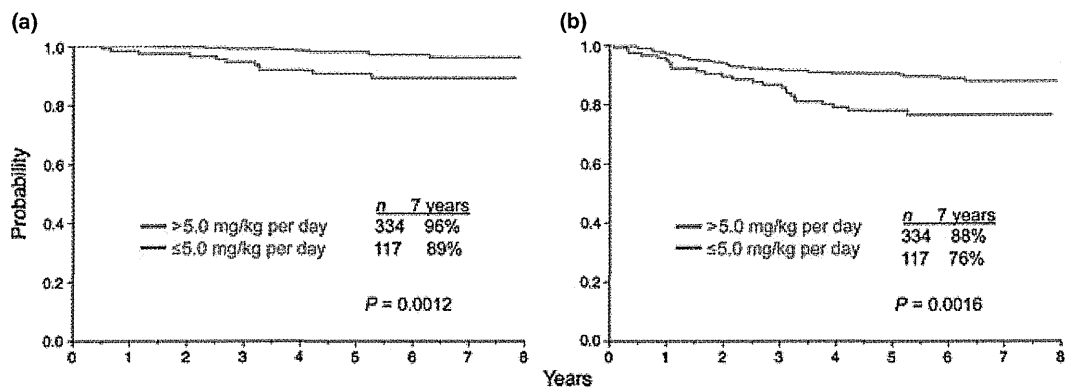 (a)
1.0
0.8
0.6
0.4
0.2
0.0
Probability
n 7 years
>5.0 mg/kg per day 334 96%
≤5.0 mg/kg per day 117 89%
P = 0.0012
0 1 2 3 4 5 6 7 8
(b)
1.0
0.8
0.6
0.4
0.2
0.0
n 7 years
>5.0 mg/kg per day 334 88%
≤5.0 mg/kg per day 117 76%
P = 0.0016
0 1 2 3 4 5 6 7 8
Years